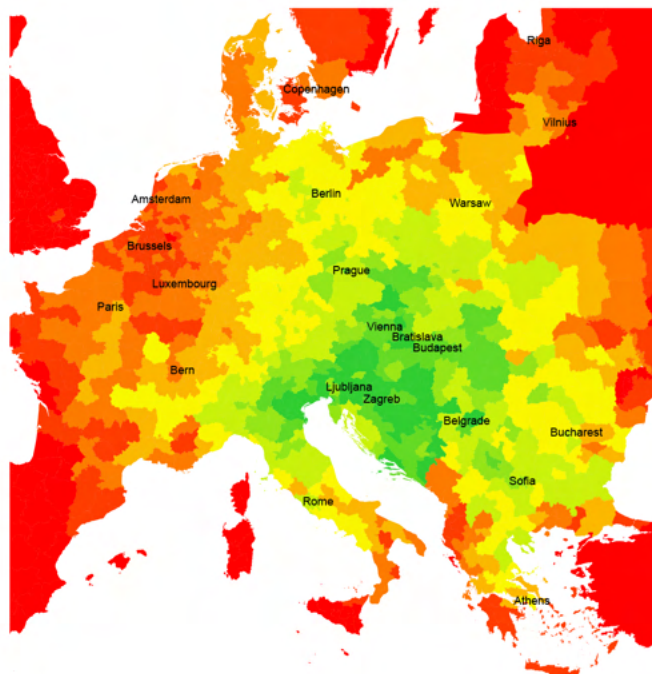 Riga
Copenhagen
Vilnius
Amsterdam
Berlin
Warsaw
Brussels
Prague
Luxembourg
Paris
Vienna
Bratislava
Budapest
Bern
Ljubljana
Zagreb
Belgrade
Bucharest
Sofia
Rome
Athens